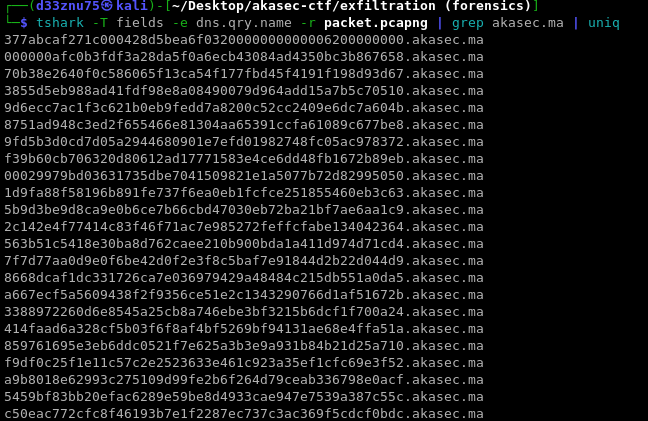 ┌──(d33znu75㉿kali)-[~/Desktop/akasec-ctf/exfiltration (forensics)]
└─$ tshark -T fields -e dns.qry.name -r packet.pcapng | grep akasec.ma | uniq
377abcaf271c000428d5bea6f0320000000000006200000000.akasec.ma
000000afc0b3fdf3a28da5f0a6ecb43084ad4350bc3b867658.akasec.ma
70b38e2640f0c586065f13ca54f177fbd45f4191f198d93d67.akasec.ma
3855d5eb988ad41fdf98e8a08490079d964add15a7b5c70510.akasec.ma
9d6ecc7ac1f3c621b0eb9fedd7a8200c52cc2409e6dc7a604b.akasec.ma
8751ad948c3ed2f655466e81304aa65391ccfa61089c677be8.akasec.ma
9fd5b3d0cd7d05a2944680901e7efd01982748fc05ac978372.akasec.ma
f39b60cb706320d80612ad17771583e4ce6dd48fb1672b89eb.akasec.ma
00029979bd03631735dbe7041509821e1a5077b72d82995050.akasec.ma
1d9fa88f58196b891fe737f6ea0eb1fcfce251855460eb3c63.akasec.ma
5b9d3be9d8ca9e0b6ce7b66cbd47030eb72ba21bf7ae6aa1c9.akasec.ma
2c142e4f77414c83f46f71ac7e985272feffcfabe134042364.akasec.ma
563b51c5418e30ba8d762caee210b900bda1a411d974d71cd4.akasec.ma
7f7d77aa0d9e0f6be42d0f2e3f8c5baf7e91844d2b22d044d9.akasec.ma
8668dcaf1dc331726ca7e036979429a48484c215db551a0da5.akasec.ma
a667ecf5a5609438f2f9356ce51e2c1343290766d1af51672b.akasec.ma
3388972260d6e8545a25cb8a746ebe3bf3215b6dcf1f700a24.akasec.ma
414faad6a328cf5b03f6f8af4bf5269bf94131ae68e4ffa51a.akasec.ma
859761695e3eb6ddc0521f7e625a3b3e9a931b84b21d25a710.akasec.ma
f9df0c25f1e11c57c2e2523633e461c923a35ef1cfc69e3f52.akasec.ma
a9b8018e62993c275109d99fe2b6f264d79ceab336798e0acf.akasec.ma
5459bf83bb20efac6289e59be8d4933cae947e7539a387c55c.akasec.ma
c50eac772cfc8f46193b7e1f2287ec737c3ac369f5cdcf0bdc.akasec.ma